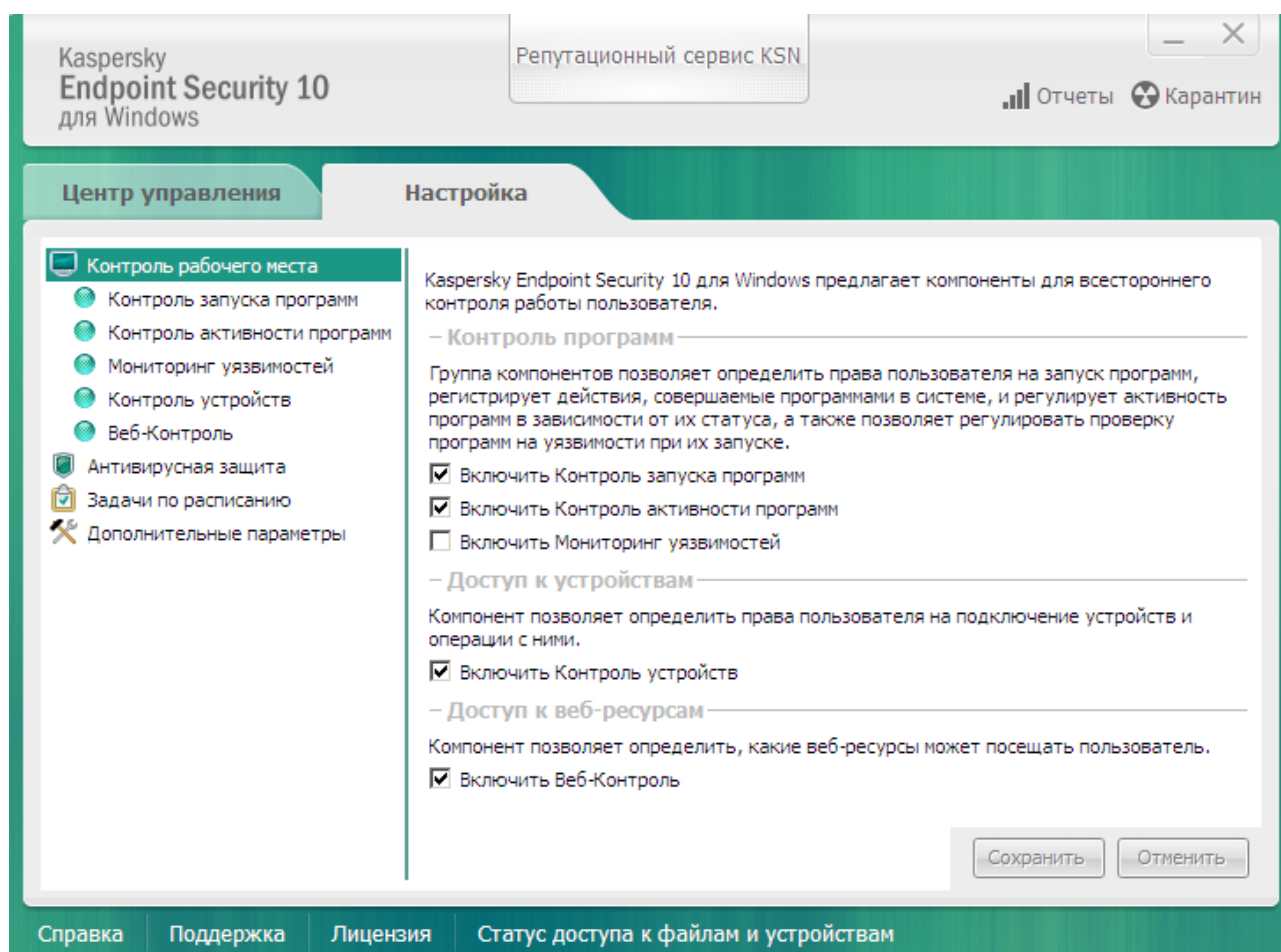 Kaspersky
Endpoint Security 10
для Windows
Репутационный сервис KSN
Отчеты
Карантин
Центр управления
Настройка
Контроль рабочего места
Контроль запуска программ
Контроль активности программ
Мониторинг уязвимостей
Контроль устройств
Веб-Контроль
Антивирусная защита
Задачи по расписанию
Дополнительные параметры
Kaspersky Endpoint Security 10 для Windows предлагает компоненты для всестороннего
контроля работы пользователя.
Контроль программ
Группа компонентов позволяет определить права пользователя на запуск программ,
регистрирует действия, совершаемые программами в системе, и регулирует активность
программ в зависимости от их статуса, а также позволяет регулировать проверку
программ на уязвимости при их запуске.
Включить Контроль запуска программ
Включить Контроль активности программ
Включить Мониторинг уязвимостей
Доступ к устройствам
Компонент позволяет определить права пользователя на подключение устройств и
операции с ними.
Включить Контроль устройств
Доступ к веб-ресурсам
Компонент позволяет определить, какие веб-ресурсы может посещать пользователь.
Включить Веб-Контроль
Сохранить
Отменить
Справка
Поддержка
Лицензия
Статус доступа к файлам и устройствам